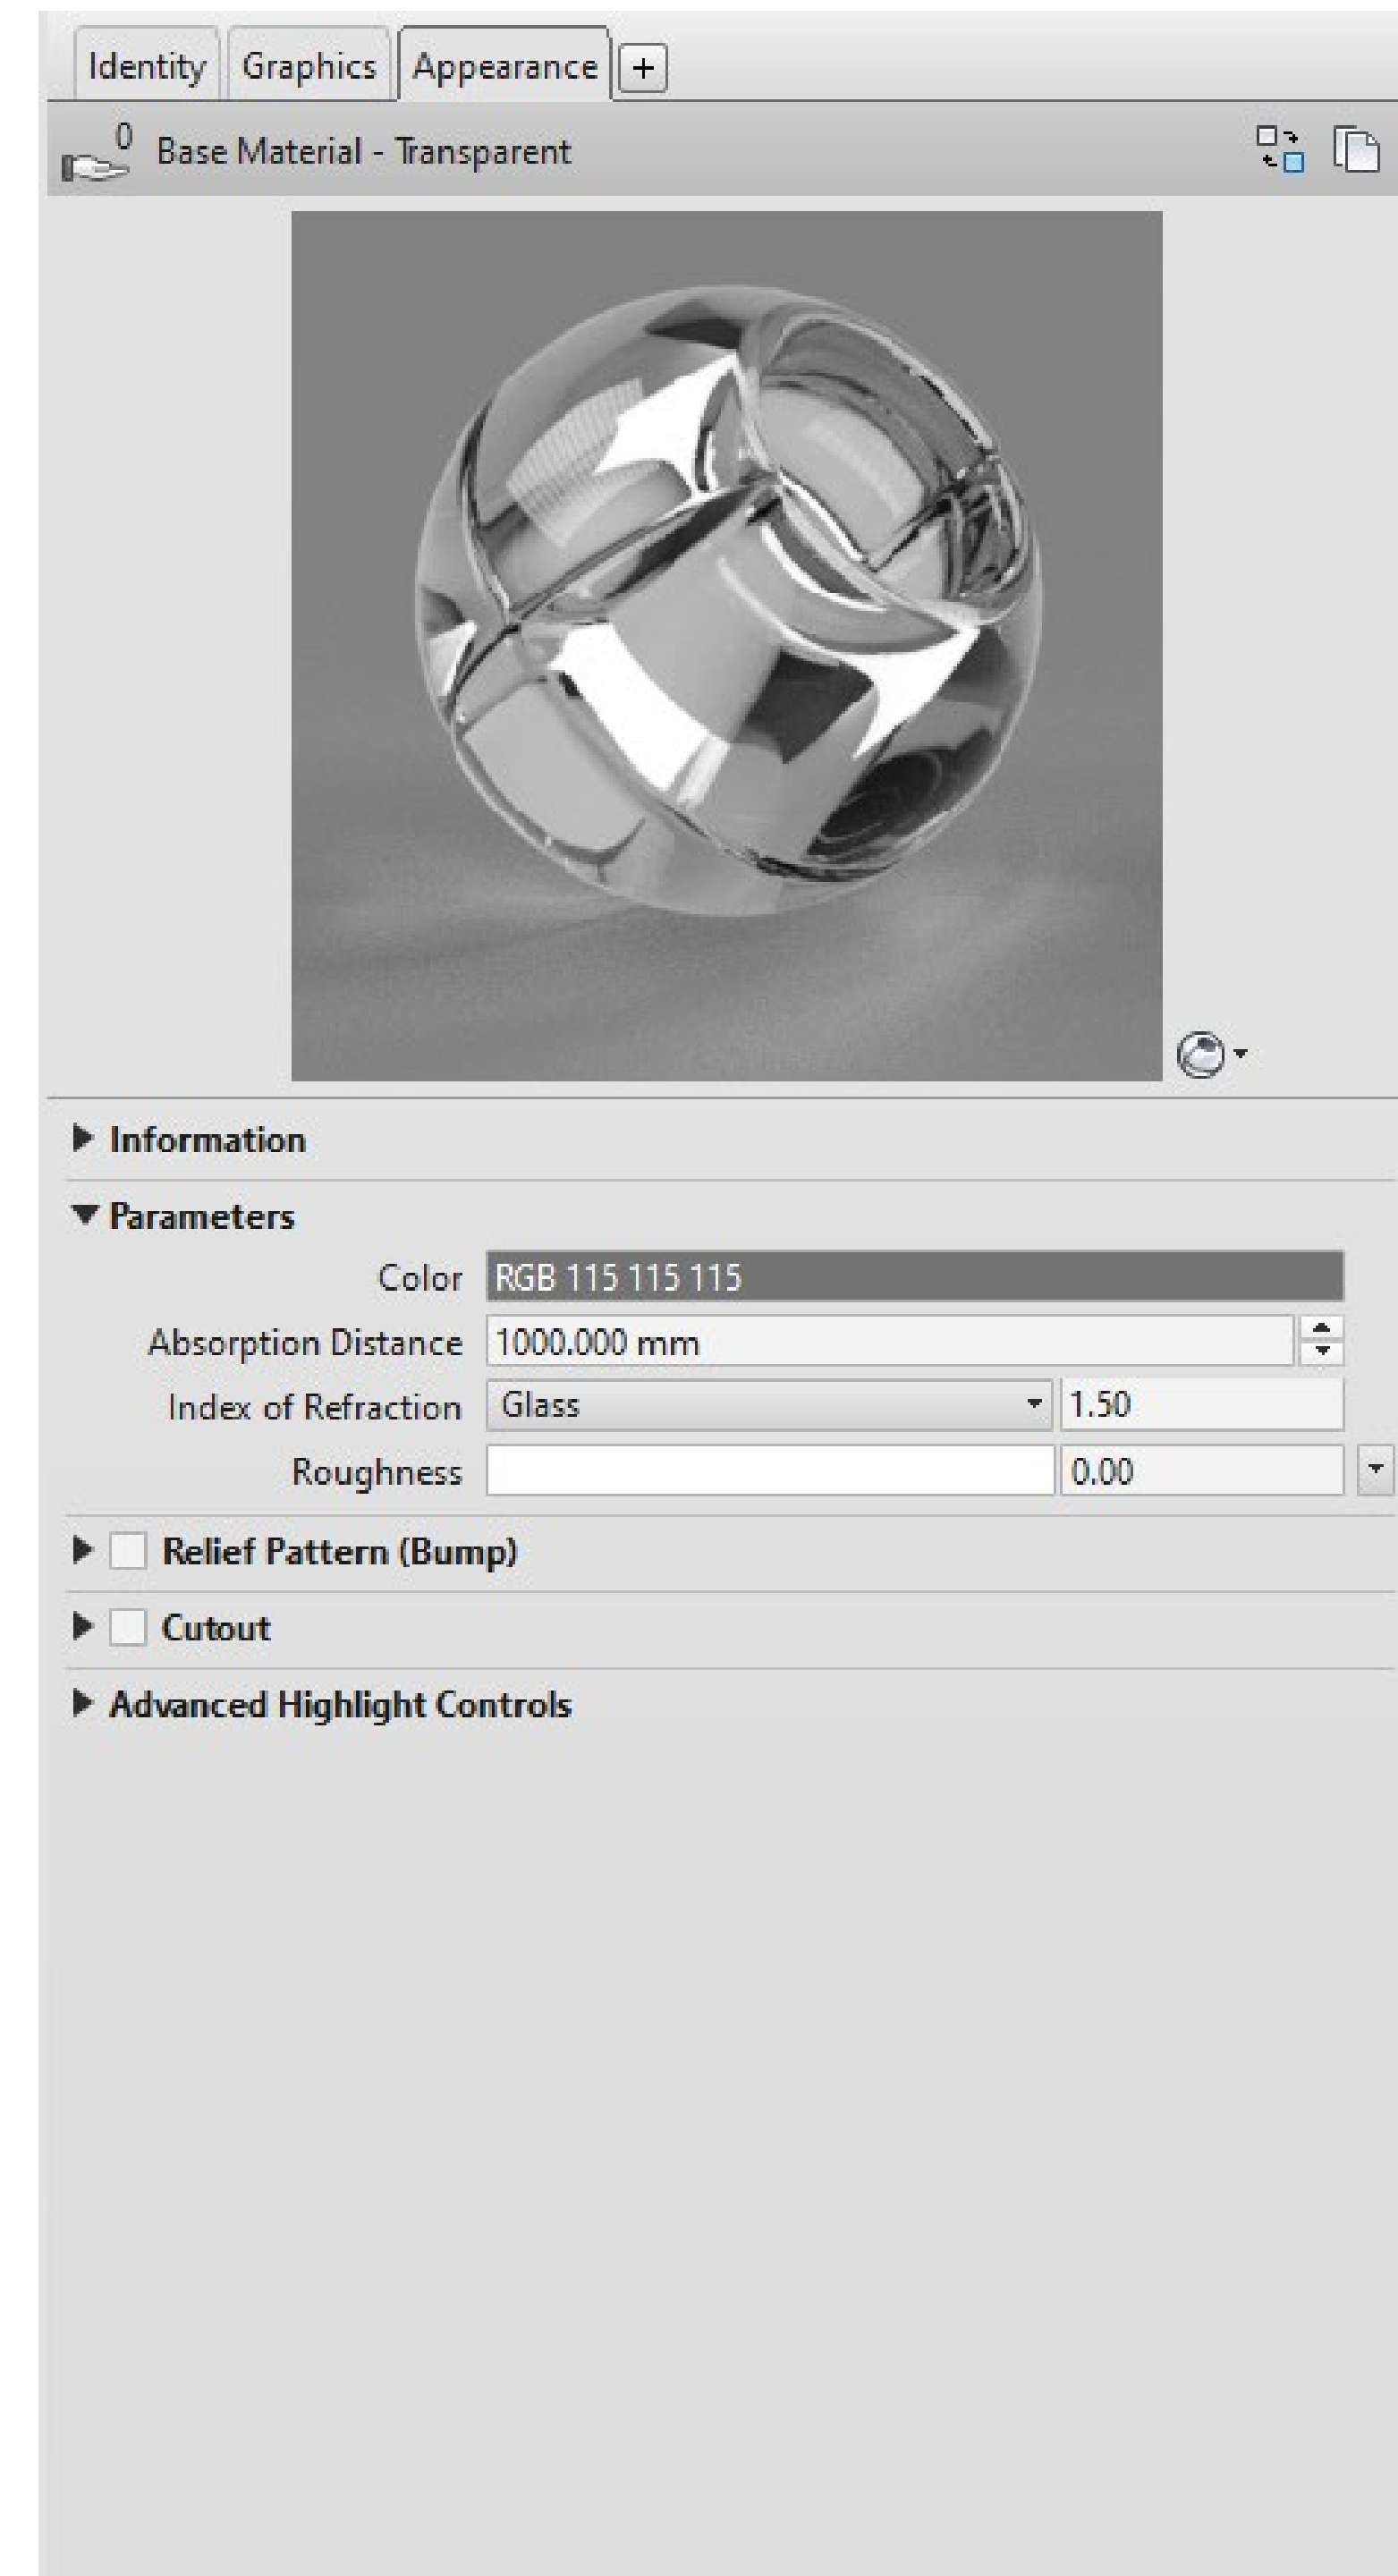 Identity Graphics Appearance +
0 Base Material - Transparent
Information
Parameters
Color RGB 115 115 115
Absorption Distance 1000.000 mm
Index of Refraction Glass 1.50
Roughness 0.00
Relief Pattern (Bump)
Cutout
Advanced Highlight Controls